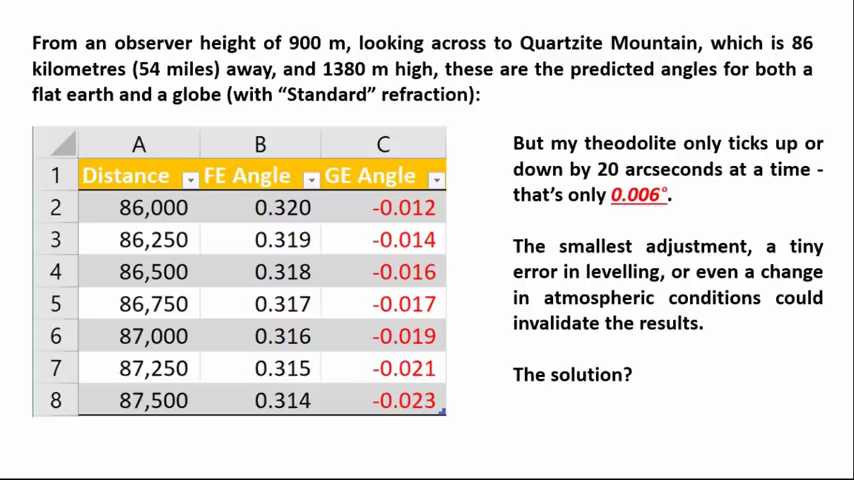 From an observer height of 900 m, looking across to Quartzite Mountain, which is 86
kilometres (54 miles) away, and 1380 m high, these are the predicted angles for both a
flat earth and a globe (with “Standard” refraction):
A B C
1 Distance FE Angle GE Angle
2 86,000 0.320 -0.012
3 86,250 0.319 -0.014
4 86,500 0.318 -0.016
5 86,750 0.317 -0.017
6 87,000 0.316 -0.019
7 87,250 0.315 -0.021
8 87,500 0.314 -0.023
But my theodolite only ticks up or
down by 20 arcseconds at a time -
that’s only 0.006°.
The smallest adjustment, a tiny
error in levelling, or even a change
in atmospheric conditions could
invalidate the results.
The solution?